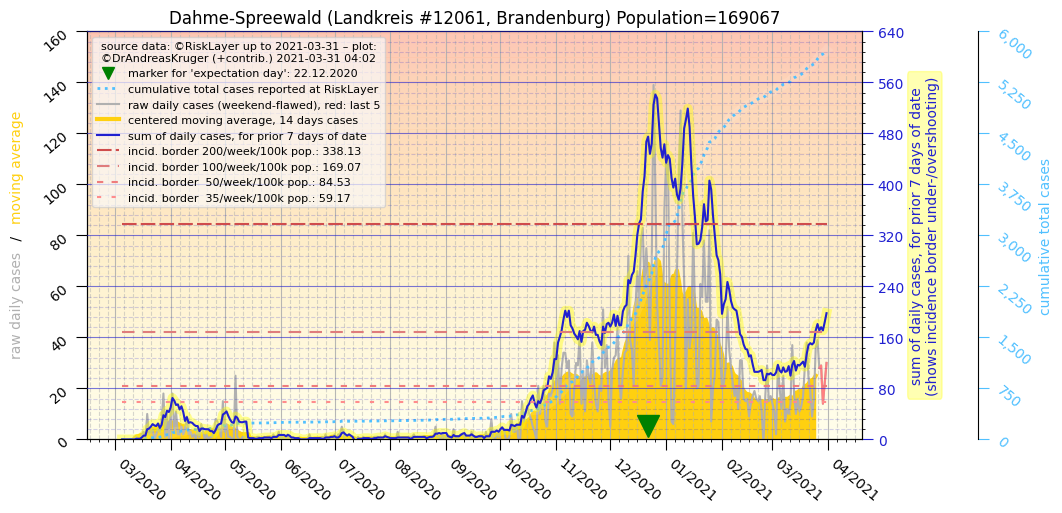 Dahme-Spreewald (Landkreis #12061, Brandenburg) Population=169067
source data: ©RiskLayer up to 2021-03-31 – plot:
©DrAndreasKruger (+contrib.) 2021-03-31 04:02
marker for 'expectation day': 22.12.2020
cumulative total cases reported at RiskLayer
raw daily cases (weekend-flawed), red: last 5
centered moving average, 14 days cases
sum of daily cases, for prior 7 days of date
incid. border 200/week/100k pop.: 338.13
incid. border 100/week/100k pop.: 169.07
incid. border  50/week/100k pop.: 84.53
incid. border  35/week/100k pop.: 59.17
raw daily cases / moving average
160
140
120
100
80
60
40
20
0
640
560
480
400
320
240
160
80
0
sum of daily cases, for prior 7 days of date
(shows incidence border under-/overshooting)
6,000
5,250
4,500
3,750
3,000
2,250
1,500
750
0
cumulative total cases
03/2020
04/2020
05/2020
06/2020
07/2020
08/2020
09/2020
10/2020
11/2020
12/2020
01/2021
02/2021
03/2021
04/2021